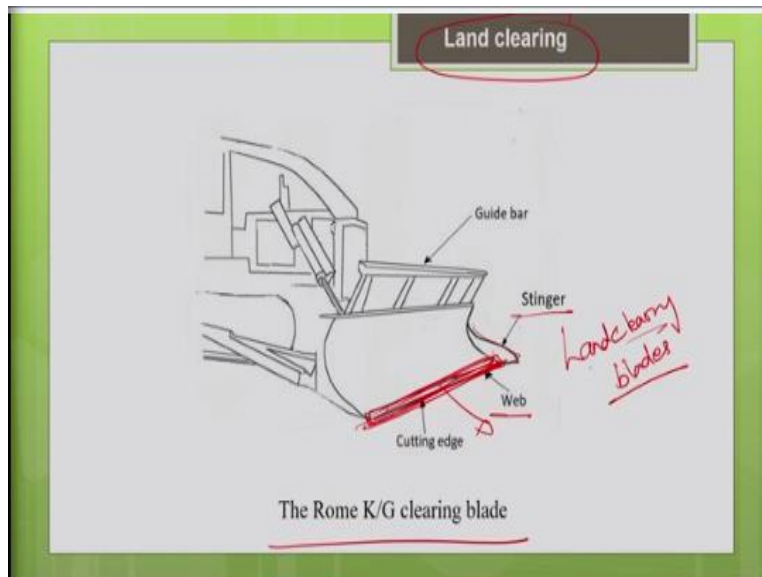 Land clearing
Guide bar
Stinger
Landclearing
blades
Web
Cutting edge
The Rome K/G clearing blade